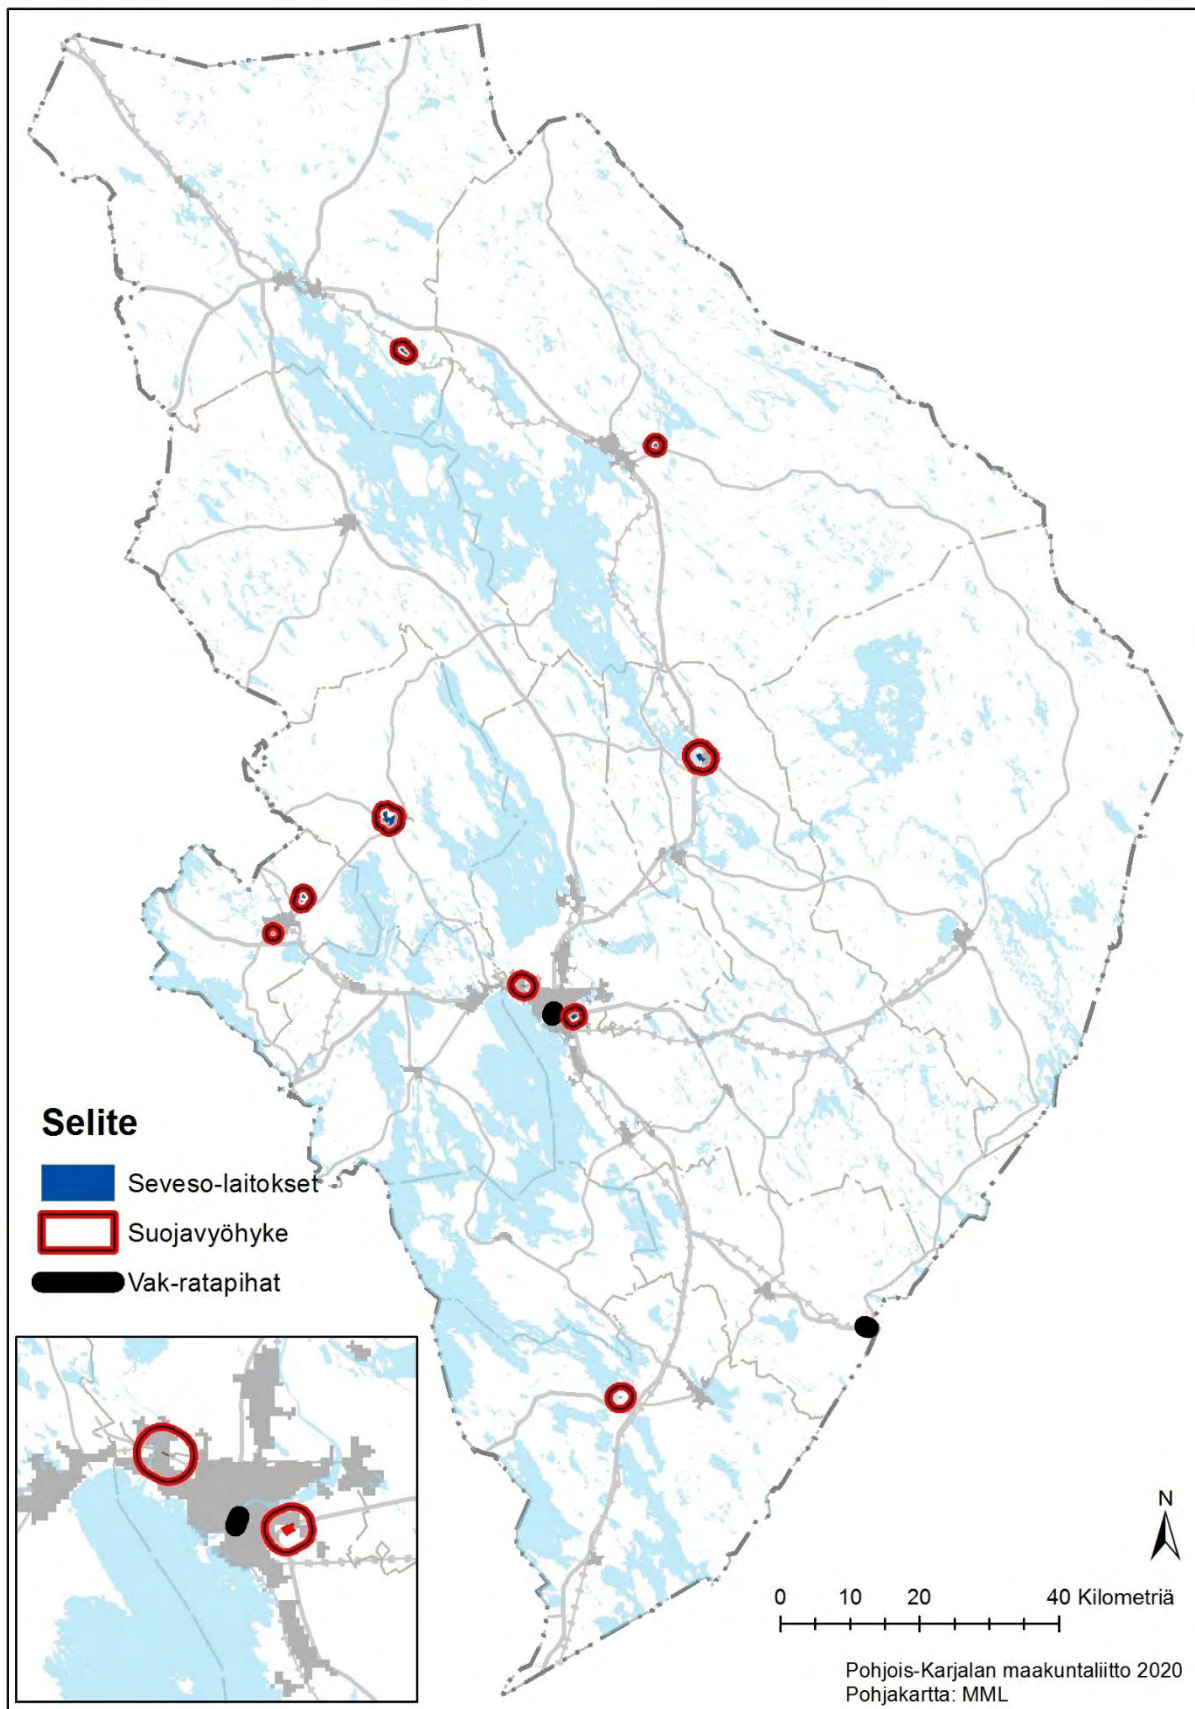 Selite
Seveso-laitokset
Suojavyöhyke
Vak-ratapihat
N
0 10 20 40 Kilometriä
Pohjois-Karjalan maakuntaliitto 2020
Pohjakartta: MML